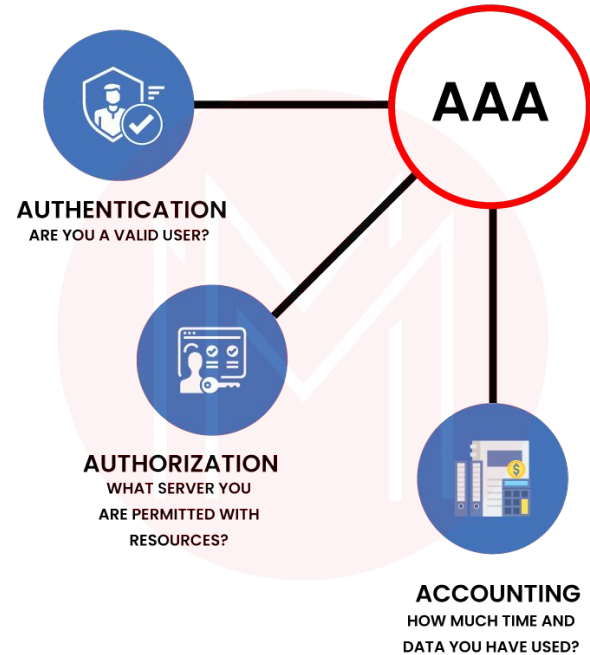 AAA
AUTHENTICATION
ARE YOU A VALID USER?
AUTHORIZATION
WHAT SERVER YOU
ARE PERMITTED WITH
RESOURCES?
ACCOUNTING
HOW MUCH TIME AND
DATA YOU HAVE USED?